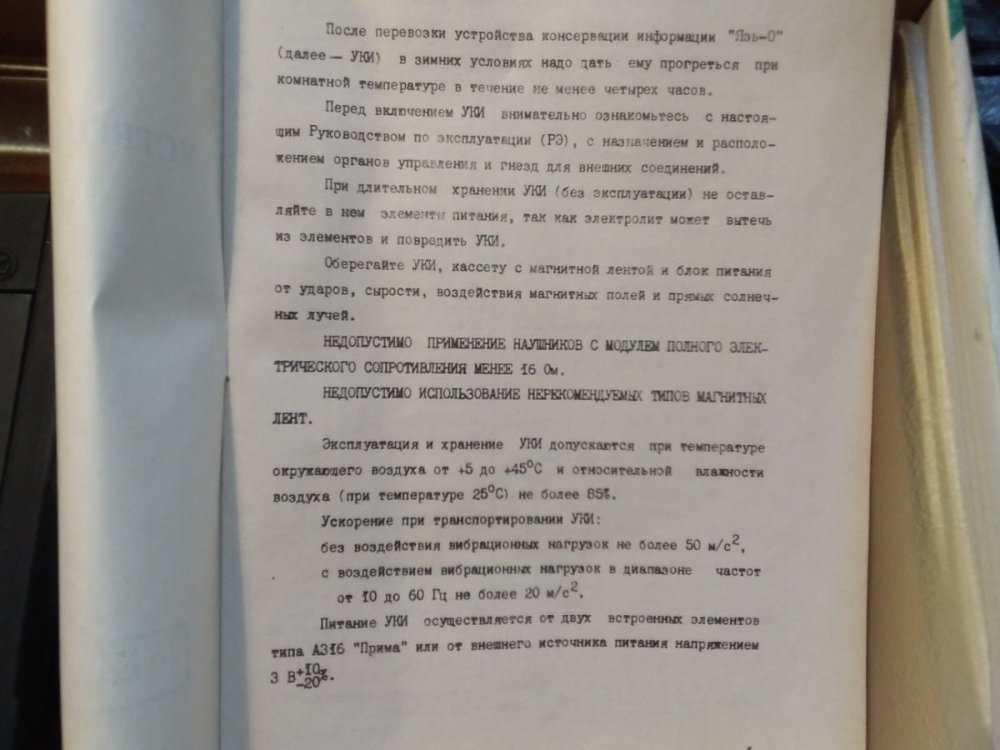 После перевозки устройства консервации информации "Язь-О"
(далее — УКИ) в зимних условиях надо дать ему прогреться при
комнатной температуре в течение не менее четырех часов.
Перед включением УКИ внимательно ознакомьтесь с настоя-
щим Руководством по эксплуатации (РЭ), с назначением и располо-
жением органов управления и гнезд для внешних соединений.
При длительном хранении УКИ (без эксплуатации) не остав-
ляйте в нем элементы питания, так как электролит может вытечь
из элементов и повредить УКИ.
Оберегайте УКИ, кассету с магнитной лентой и блок питания
от ударов, сырости, воздействия магнитных полей и прямых солнеч-
ных лучей.
НЕДОПУСТИМО ПРИМЕНЕНИЕ НАУШНИКОВ С МОДУЛЕМ ПОЛНОГО ЭЛЕК-
ТРИЧЕСКОГО СОПРОТИВЛЕНИЯ МЕНЕЕ 16 Ом.
НЕДОПУСТИМО ИСПОЛЬЗОВАНИЕ НЕРЕКОМЕНДУЕМЫХ ТИПОВ МАГНИТНЫХ
ЛЕНТ.
Эксплуатация и хранение УКИ допускаются при температуре
окружающего воздуха от +5 до +45°С и относительной влажности
воздуха (при температуре 25°С) не более 85%.
Ускорение при транспортировании УКИ:
без воздействия вибрационных нагрузок не более 50 м/с²,
с воздействием вибрационных нагрузок в диапазоне частот
от 10 до 60 Гц не более 20 м/с².
Питание УКИ осуществляется от двух встроенных элементов
типа А316 "Прима" или от внешнего источника питания напряжением
3 В+10%-20%.